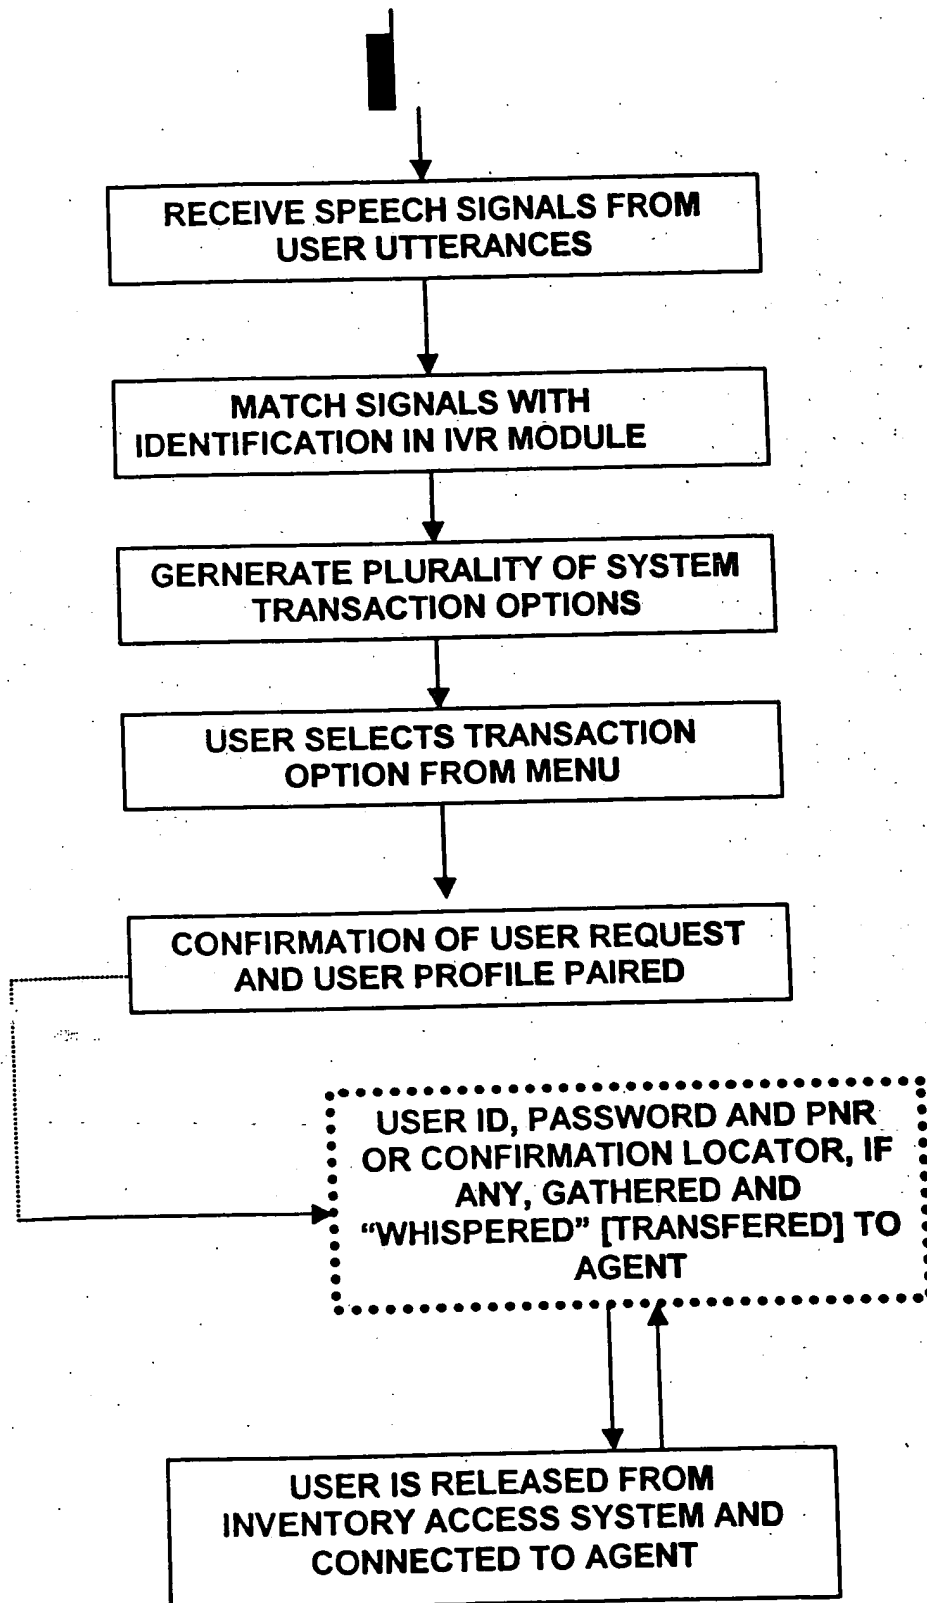 RECEIVE SPEECH SIGNALS FROM
USER UTTERANCES
MATCH SIGNALS WITH
IDENTIFICATION IN IVR MODULE
GERNERATE PLURALITY OF SYSTEM
TRANSACTION OPTIONS
USER SELECTS TRANSACTION
OPTION FROM MENU
CONFIRMATION OF USER REQUEST
AND USER PROFILE PAIRED
USER ID, PASSWORD AND PNR
OR CONFIRMATION LOCATOR, IF
ANY, GATHERED AND
“WHISPERED” [TRANSFERED] TO
AGENT
USER IS RELEASED FROM
INVENTORY ACCESS SYSTEM AND
CONNECTED TO AGENT